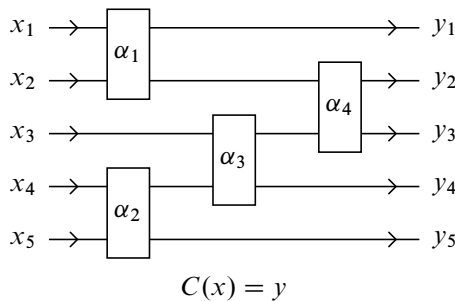 x₁ α₁ y₁
x₂ α₄ y₂
x₃ α₃ y₃
x₄ α₂ y₄
x₅ y₅
C(x) = y